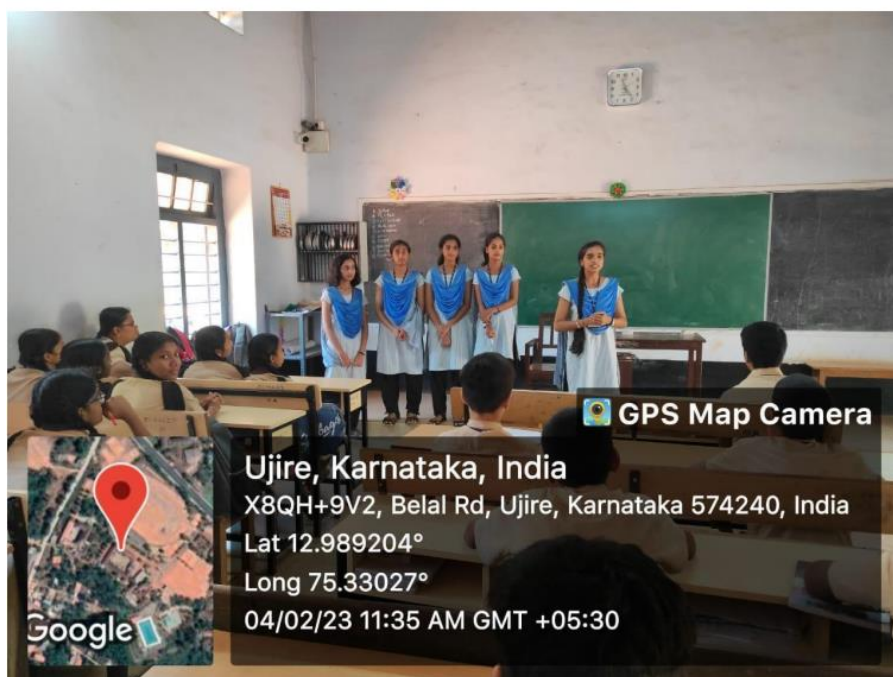 GPS Map Camera
Ujire, Karnataka, India
X8QH+9V2, Belal Rd, Ujire, Karnataka 574240, India
Lat 12.989204°
Long 75.33027°
04/02/23 11:35 AM GMT +05:30
Google